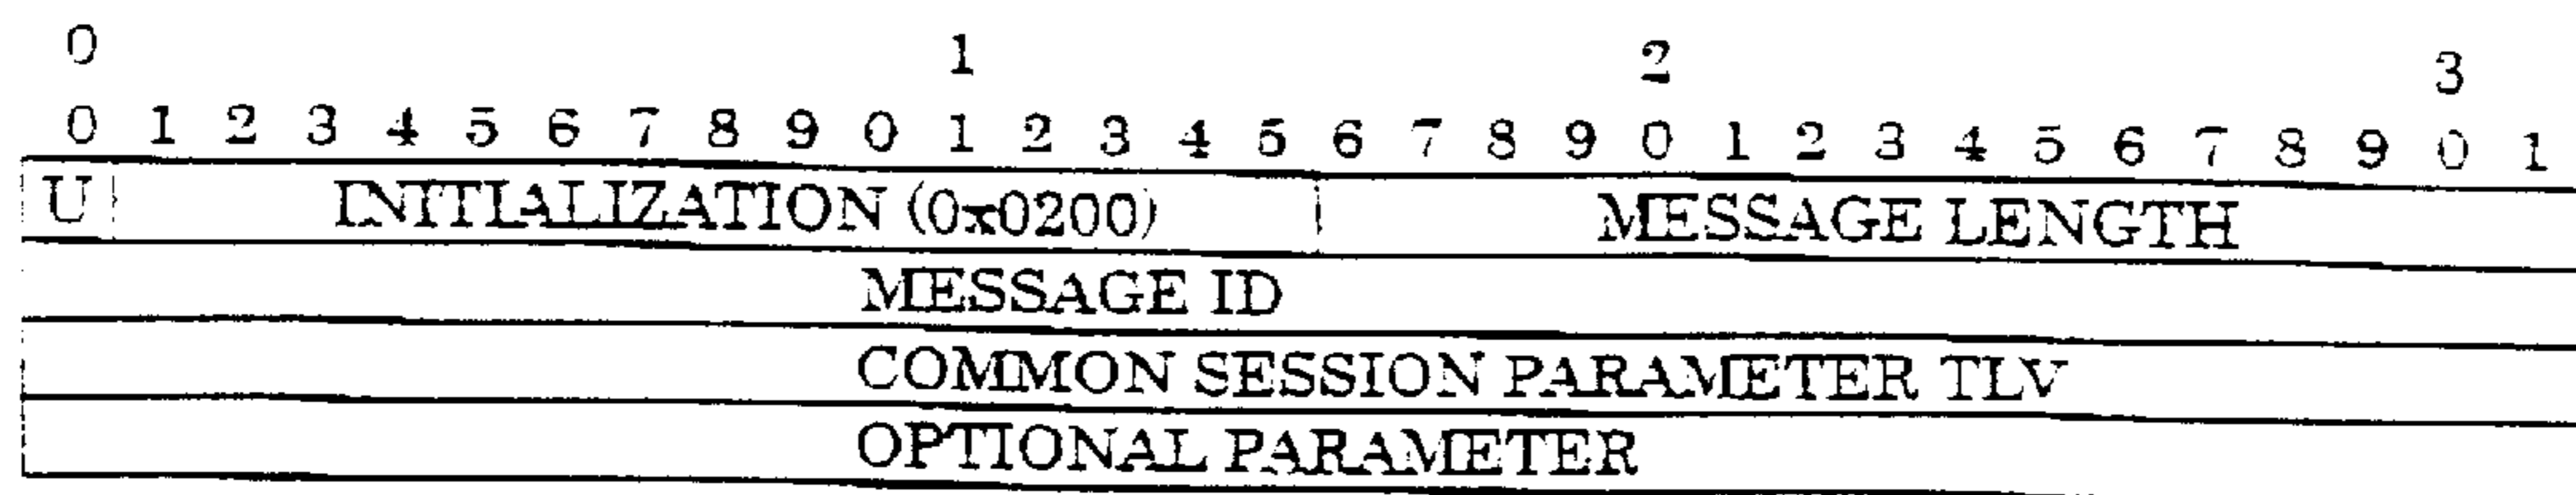 0 1 2 3
0 1 2 3 4 5 6 7 8 9 0 1 2 3 4 5 6 7 8 9 0 1 2 3 4 5 6 7 8 9 0 1
U INITIALIZATION (0x0200) MESSAGE LENGTH
MESSAGE ID
COMMON SESSION PARAMETER TLV
OPTIONAL PARAMETER